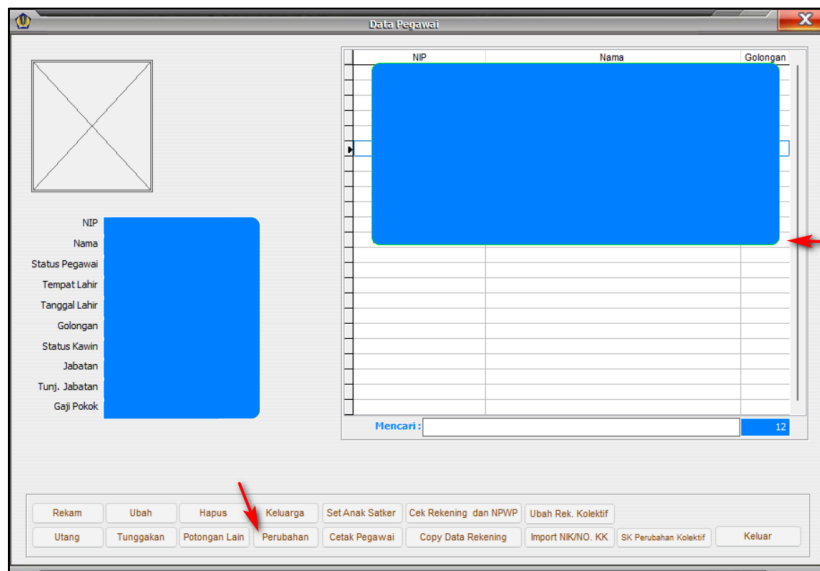 Data Pegawai
NIP Nama Golongan
NIP
Nama
Status Pegawai
Tempat Lahir
Tanggal Lahir
Golongan
Status Kawin
Jabatan
Tunj. Jabatan
Gaji Pokok
Mencari : 12
Rekam Ubah Hapus Keluarga Set Anak Satker Cek Rekening dan NPWP Ubah Rek. Kolektif
Utang Tunggakan Potongan Lain Perubahan Cetak Pegawai Copy Data Rekening Import NIK/NO. KK SK Perubahan Kolektif Keluar